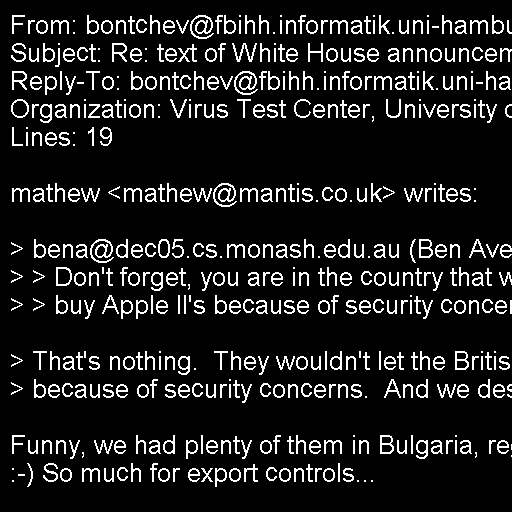 From: bontchev@fbihh.informatik.uni-hambu
Subject: Re: text of White House announcem
Reply-To: bontchev@fbihh.informatik.uni-ha
Organization: Virus Test Center, University o
Lines: 19

mathew <mathew@mantis.co.uk> writes:

> bena@dec05.cs.monash.edu.au (Ben Ave
> > Don't forget, you are in the country that w
> > buy Apple II's because of security concer

> That's nothing.  They wouldn't let the Britis
> because of security concerns.  And we des

Funny, we had plenty of them in Bulgaria, reg
:-) So much for export controls...